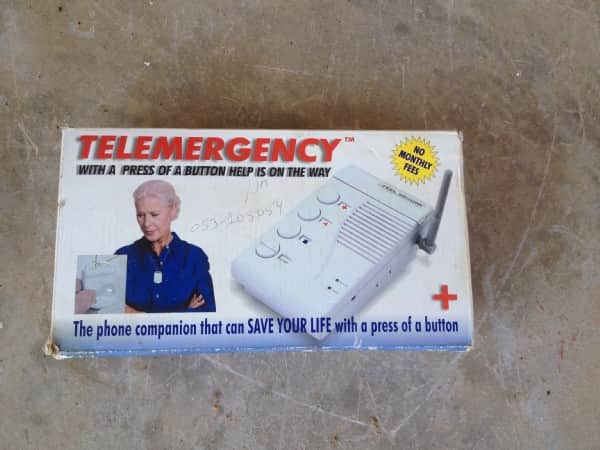 TELEMERGENCY™
WITH A PRESS OF A BUTTON HELP IS ON THE WAY
NO
MONTHLY
FEES
The phone companion that can SAVE YOUR LIFE with a press of a button